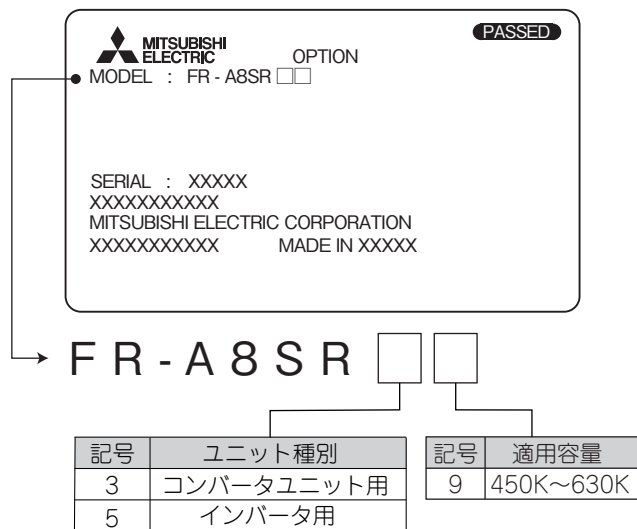 PASSED
MITSUBISHI
ELECTRIC
OPTION
MODEL : FR - A8SR □□
SERIAL : XXXXX
XXXXXXXXXXX
MITSUBISHI ELECTRIC CORPORATION
XXXXXXXXXXX MADE IN XXXXX
FR-A8SR □ □
記号 ユニット種別
3 コンバータユニット用
5 インバータ用
記号 適用容量
9 450K～630K